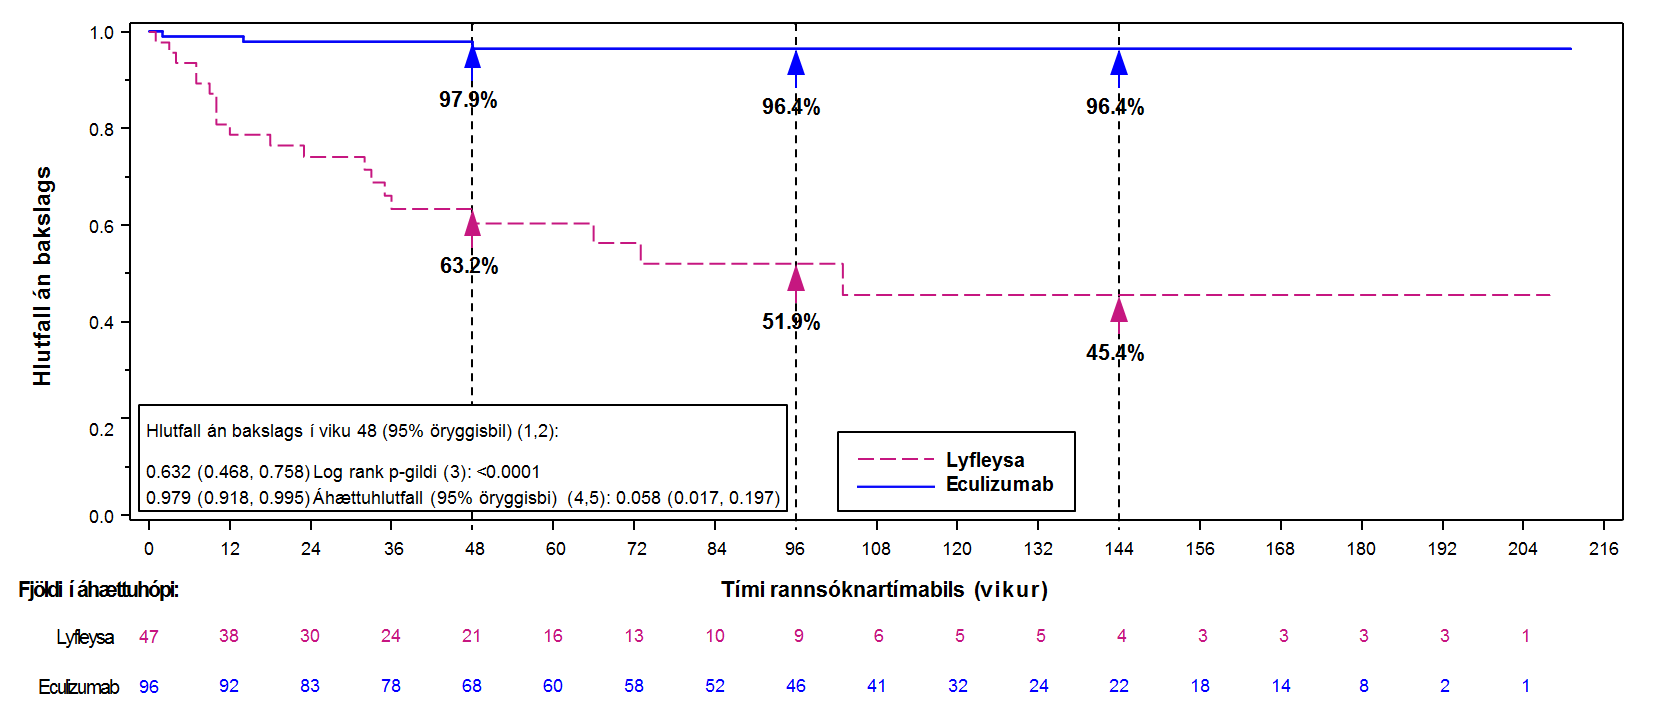 1.0
0.8
0.6
0.4
0.2
0.0
Hlutfall án bakslags
97.9%
96.4%
96.4%
63.2%
51.9%
45.4%
Hlutfall án bakslags í viku 48 (95% öryggisbil) (1,2):
0.632 (0.468, 0.758) Log rank p-gildi (3): <0.0001
0.979 (0.918, 0.995) Áhættuhlutfall (95% öryggisbi) (4,5): 0.058 (0.017, 0.197)
Lyfleysa
Eculizumab
0 12 24 36 48 60 72 84 96 108 120 132 144 156 168 180 192 204 216
Fjöldi í áhættuhópi:
Tími rannsóknartímabils (vikur)
Lyfleysa 47 38 30 24 21 16 13 10 9 6 5 5 4 3 3 3 3 1
Eculizumab 96 92 83 78 68 60 58 52 46 41 32 24 22 18 14 8 2 1